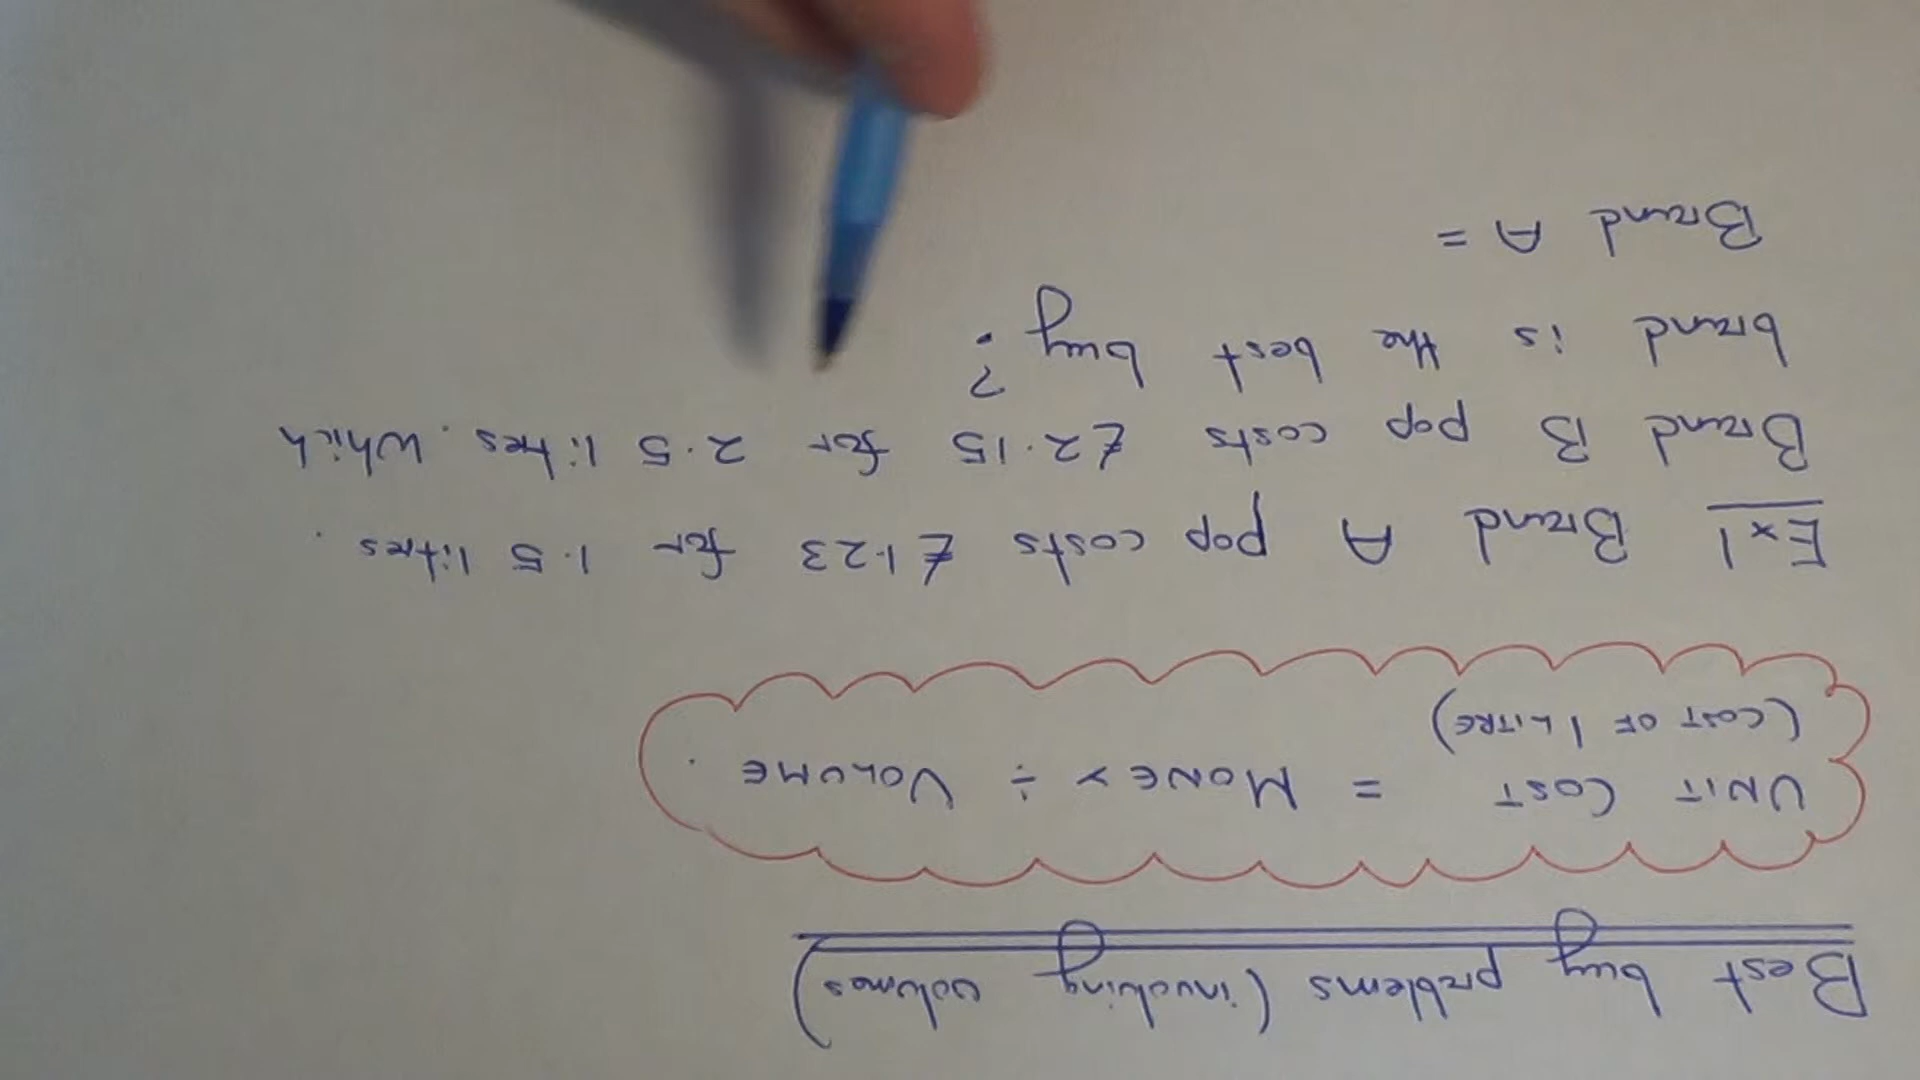 Best buy problems (involving volumes)
UNIT COST = MONEY ÷ VOLUME.
(COST OF 1 LITRE)
Ex1 Brand A pop costs £1.23 for 1.5 litres.
Brand B pop costs £2.15 for 2.5 litres. Which
brand is the best buy?
Brand A =